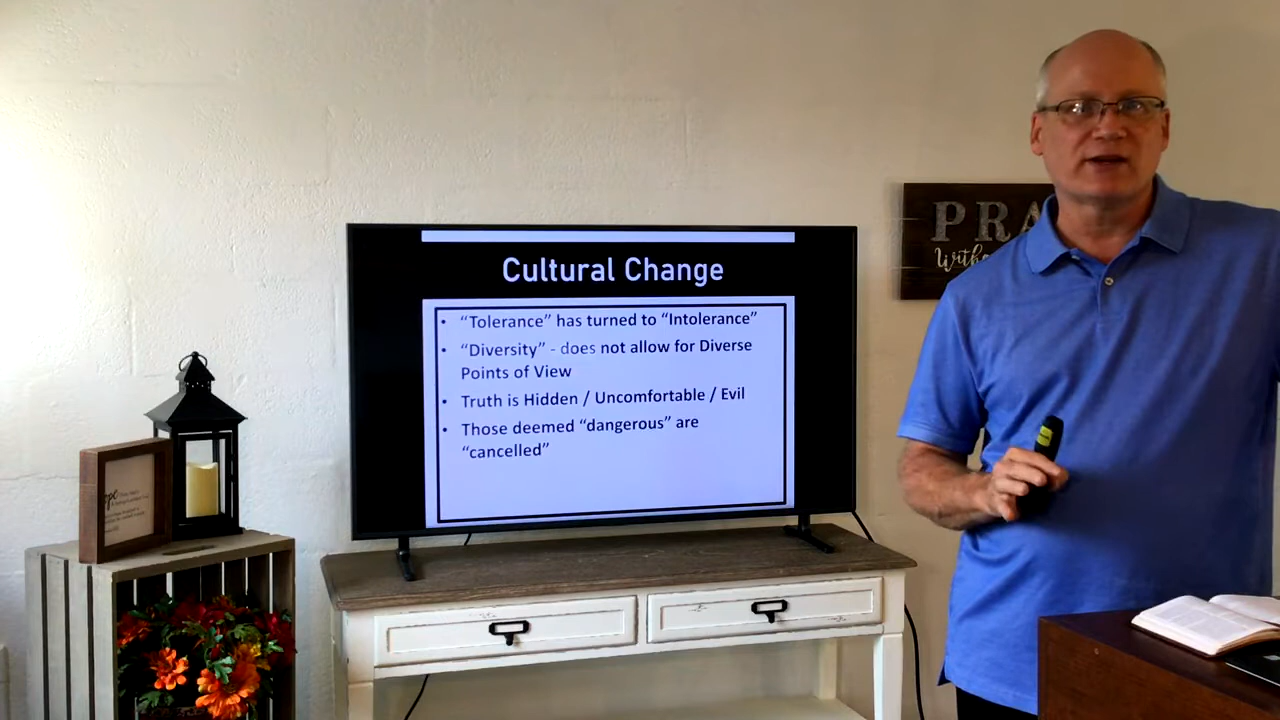 Cultural Change
• “Tolerance” has turned to “Intolerance”
• “Diversity” - does not allow for Diverse
Points of View
• Truth is Hidden / Uncomfortable / Evil
• Those deemed “dangerous” are
“cancelled”
PRA